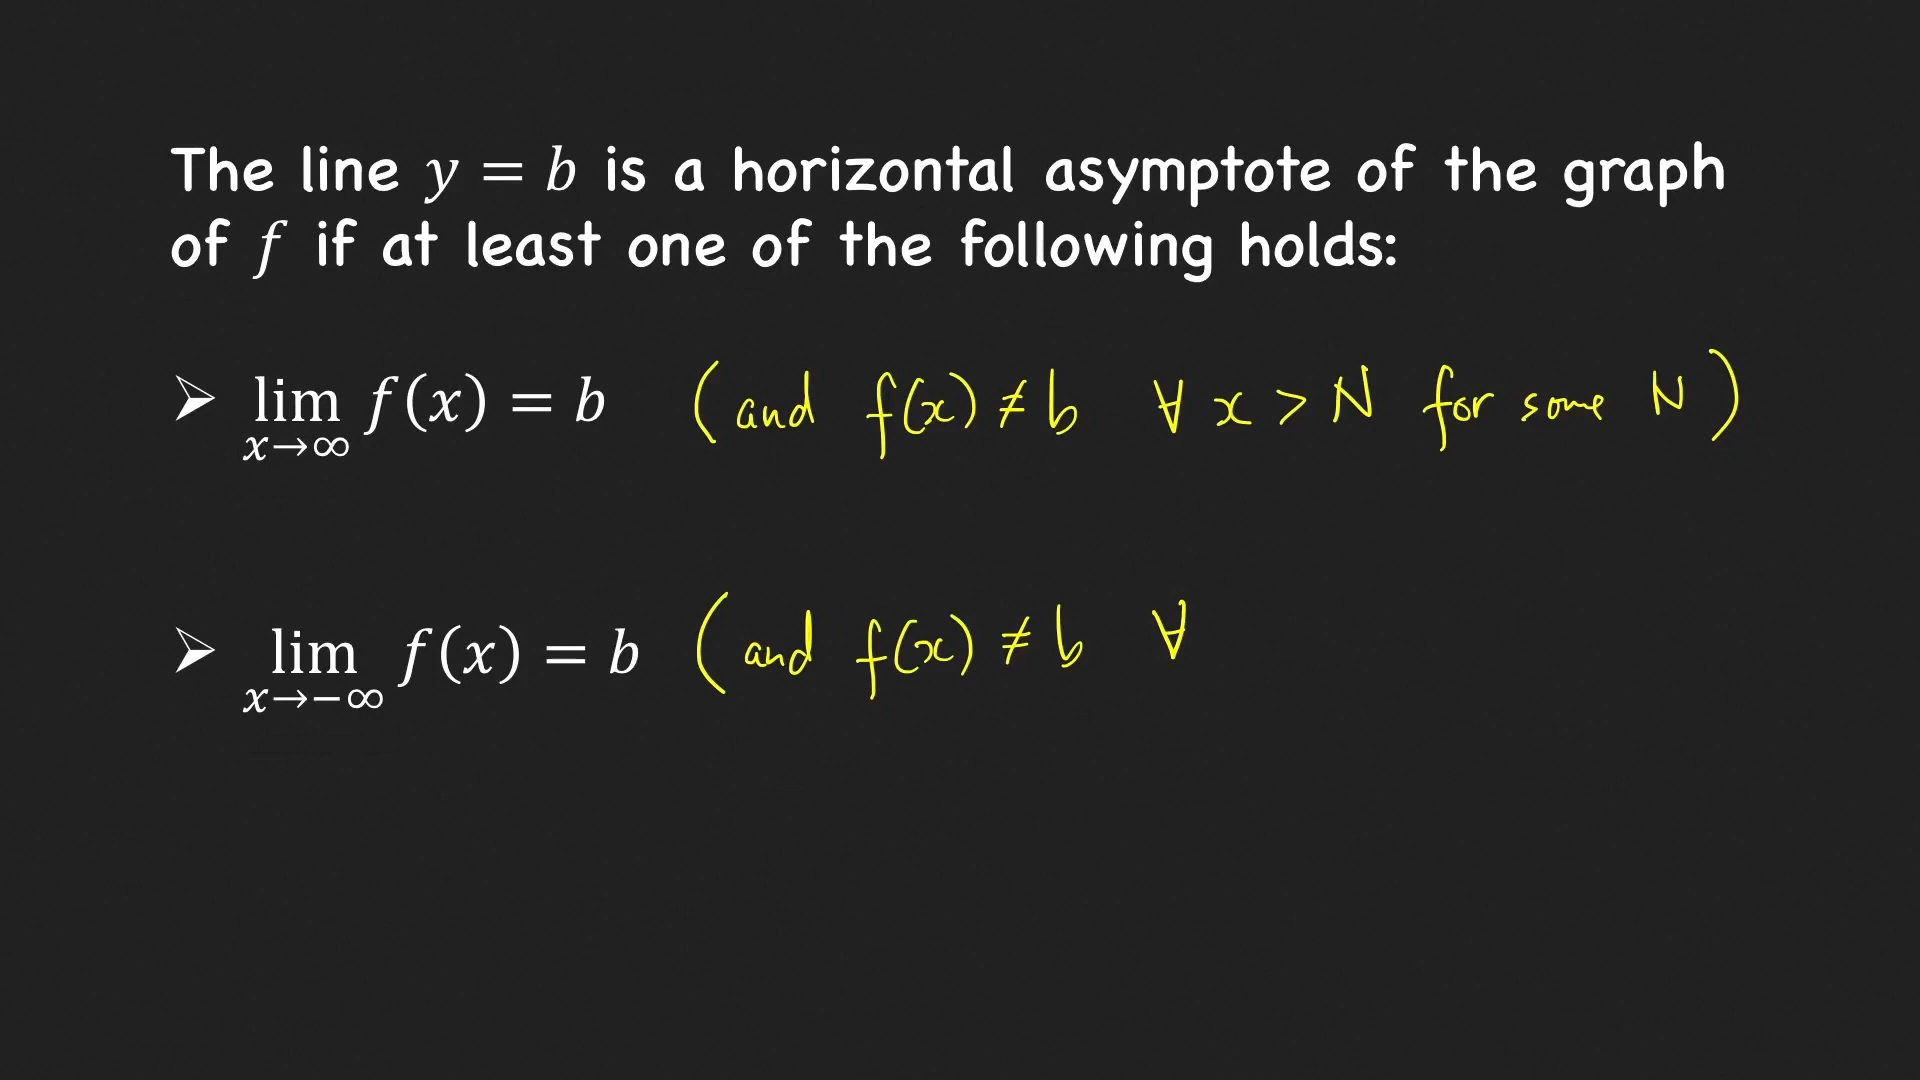 The line y = b is a horizontal asymptote of the graph
of f if at least one of the following holds:
➢ lim x→∞ f(x) = b (and f(x) ≠ b ∀ x > N for some N)
➢ lim x→−∞ f(x) = b (and f(x) ≠ b ∀